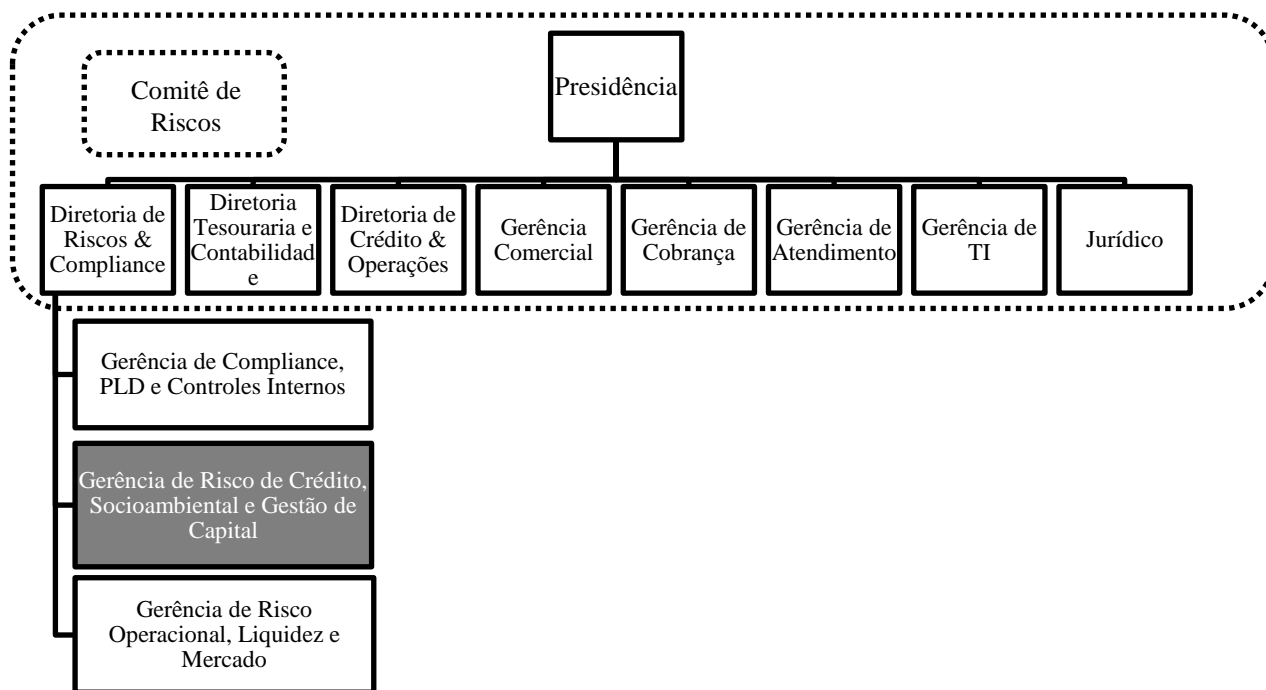 Comitê de
Riscos
Presidência
Diretoria de
Riscos &
Compliance
Diretoria
Tesouraria e
Contabilidad
e
Diretoria de
Crédito &
Operações
Gerência
Comercial
Gerência de
Cobrança
Gerência de
Atendimento
Gerência de
TI
Jurídico
Gerência de Compliance,
PLD e Controles Internos
Gerência de Risco de Crédito,
Socioambiental e Gestão de
Capital
Gerência de Risco
Operacional, Liquidez e
Mercado